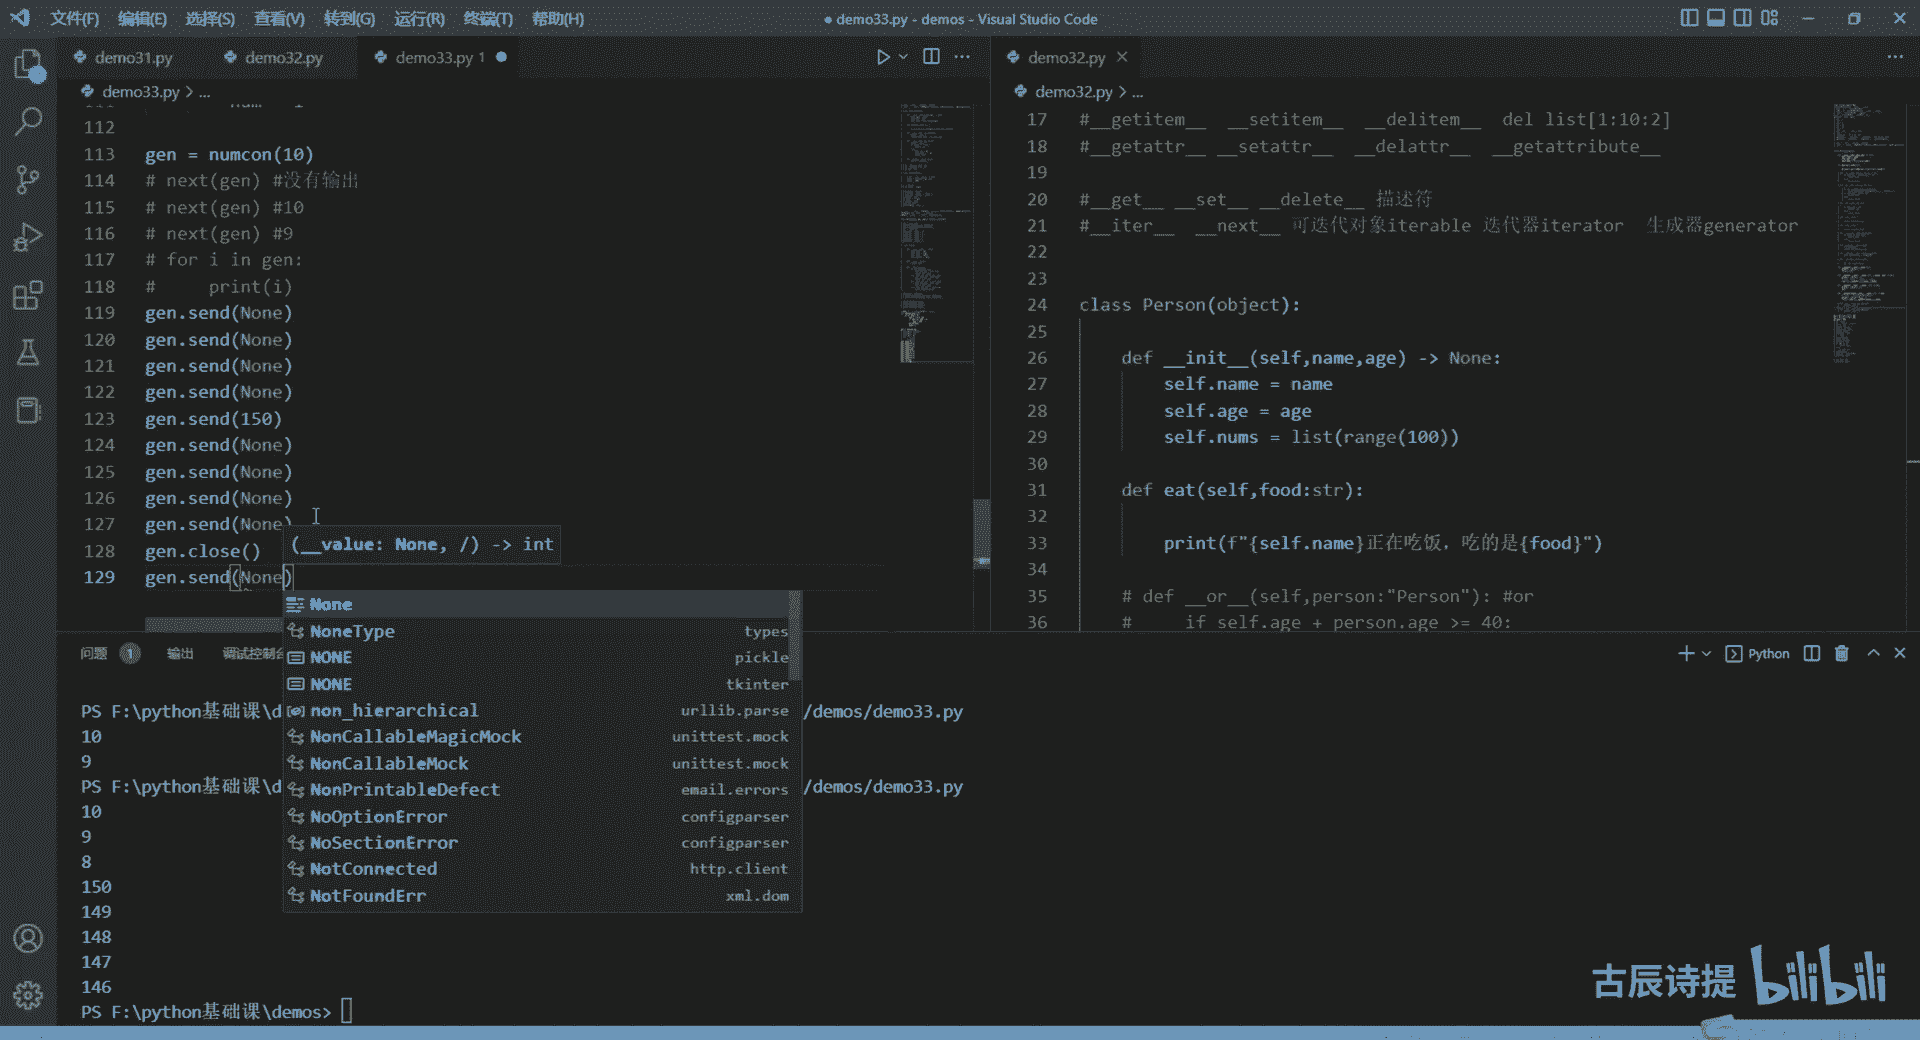 文件(F) 编辑(E) 选择(S) 查看(V) 转到(G) 运行(R) 终端(T) 帮助(H)
● demo33.py - demos - Visual Studio Code
demo31.py demo32.py demo33.py 1
demo33.py > ...
112
113 gen = numcon(10)
114 # next(gen) #没有输出
115 # next(gen) #10
116 # next(gen) #9
117 # for i in gen:
118 #     print(i)
119 gen.send(None)
120 gen.send(None)
121 gen.send(None)
122 gen.send(None)
123 gen.send(150)
124 gen.send(None)
125 gen.send(None)
126 gen.send(None)
127 gen.send(None)
128 gen.close()
129 gen.send(None)
(__value: None, /) -> int
None
NoneType types
NONE pickle
NONE tkinter
non_hierarchical urllib.parse
NonCallableMagicMock unittest.mock
NonCallableMock unittest.mock
NonPrintableDefect email.errors
NoOptionError configparser
NoSectionError configparser
NotConnected http.client
NotFoundErr xml.dom
demo32.py
demo32.py > ...
17 #__getitem__  __setitem__  __delitem__  del list[1:10:2]
18 #__getattr__ __setattr__  __delattr__  __getattribute__
19
20 #__get__ __set__ __delete__ 描述符
21 #__iter__  __next__ 可迭代对象iterable 迭代器iterator  生成器generator
22
23
24 class Person(object):
25
26     def __init__(self,name,age) -> None:
27         self.name = name
28         self.age = age
29         self.nums = list(range(100))
30
31     def eat(self,food:str):
32
33         print(f"{self.name}正在吃饭，吃的是{food}")
34
35     # def __or__(self,person:"Person"): #or
36     #     if self.age + person.age >= 40:
问题 1 输出 调试控制台
Python
PS F:\python基础课\d /demos/demo33.py
10
9
PS F:\python基础课\d /demos/demo33.py
10
9
8
150
149
148
147
146
PS F:\python基础课\demos>
古辰诗提 bilibili